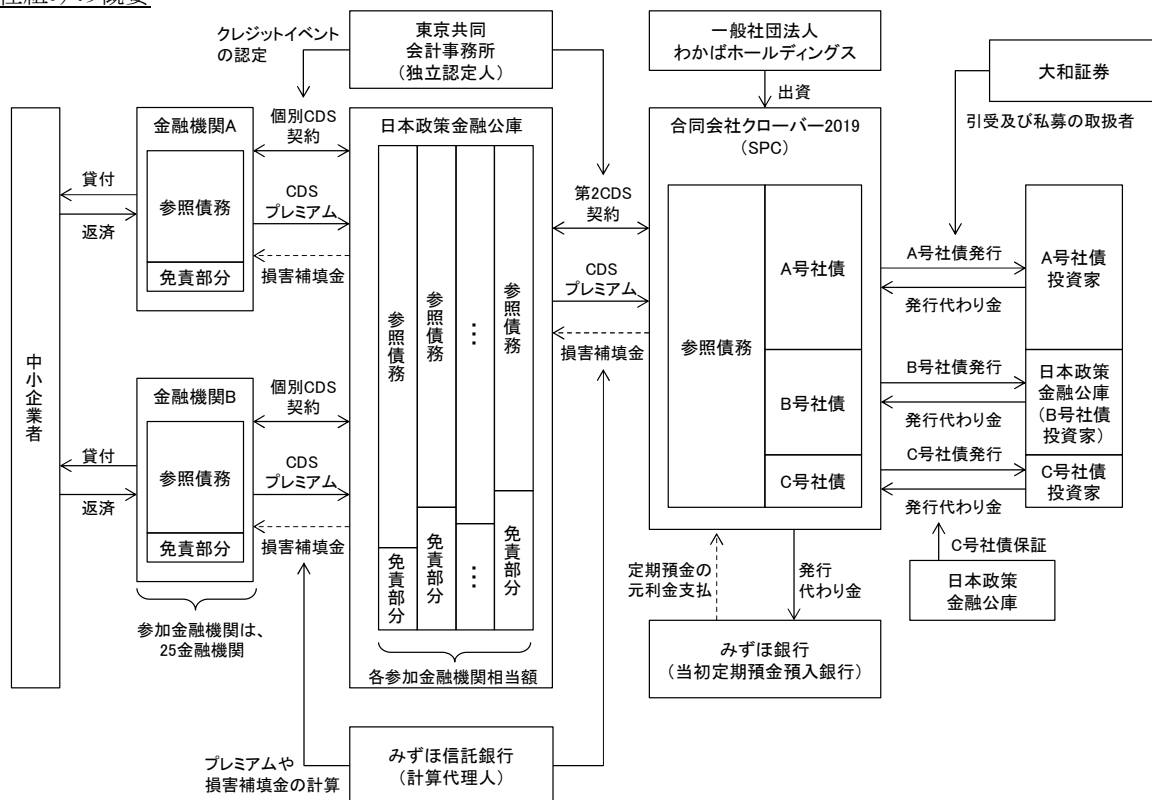 仕組みの概要
クレジットイベント
の認定
東京共同
会計事務所
(独立認定人)
一般社団法人
わかばホールディングス
大和証券
出資
引受及び私募の取扱者
中小企業者
貸付
返済
金融機関A
参照債務
免責部分
個別CDS
契約
CDS
プレミアム
損害補填金
金融機関B
参照債務
免責部分
貸付
返済
個別CDS
契約
CDS
プレミアム
損害補填金
参加金融機関は、
25金融機関
日本政策金融公庫
参照債務
参照債務
…
参照債務
免責部分
免責部分
…
免責部分
各参加金融機関相当額
第2CDS
契約
CDS
プレミアム
損害補填金
合同会社クローバー2019
(SPC)
参照債務
A号社債
B号社債
C号社債
A号社債発行
発行代わり金
B号社債発行
発行代わり金
C号社債発行
発行代わり金
A号社債
投資家
日本政策
金融公庫
(B号社債
投資家)
C号社債
投資家
C号社債保証
日本政策
金融公庫
定期預金の
元利金支払
発行
代わり金
みずほ銀行
(当初定期預金預入銀行)
プレミアムや
損害補填金の計算
みずほ信託銀行
(計算代理人)